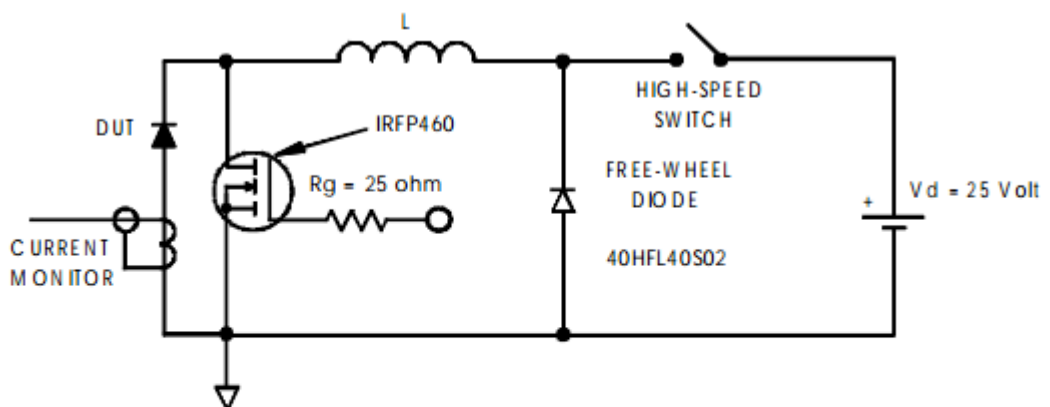 L
DUT
IRFP460
Rg = 25 ohm
HIGH-SPEED
SWITCH
FREE-WHEEL
DIODE
40HFL40S02
+
Vd = 25 Volt
CURRENT
MONITOR